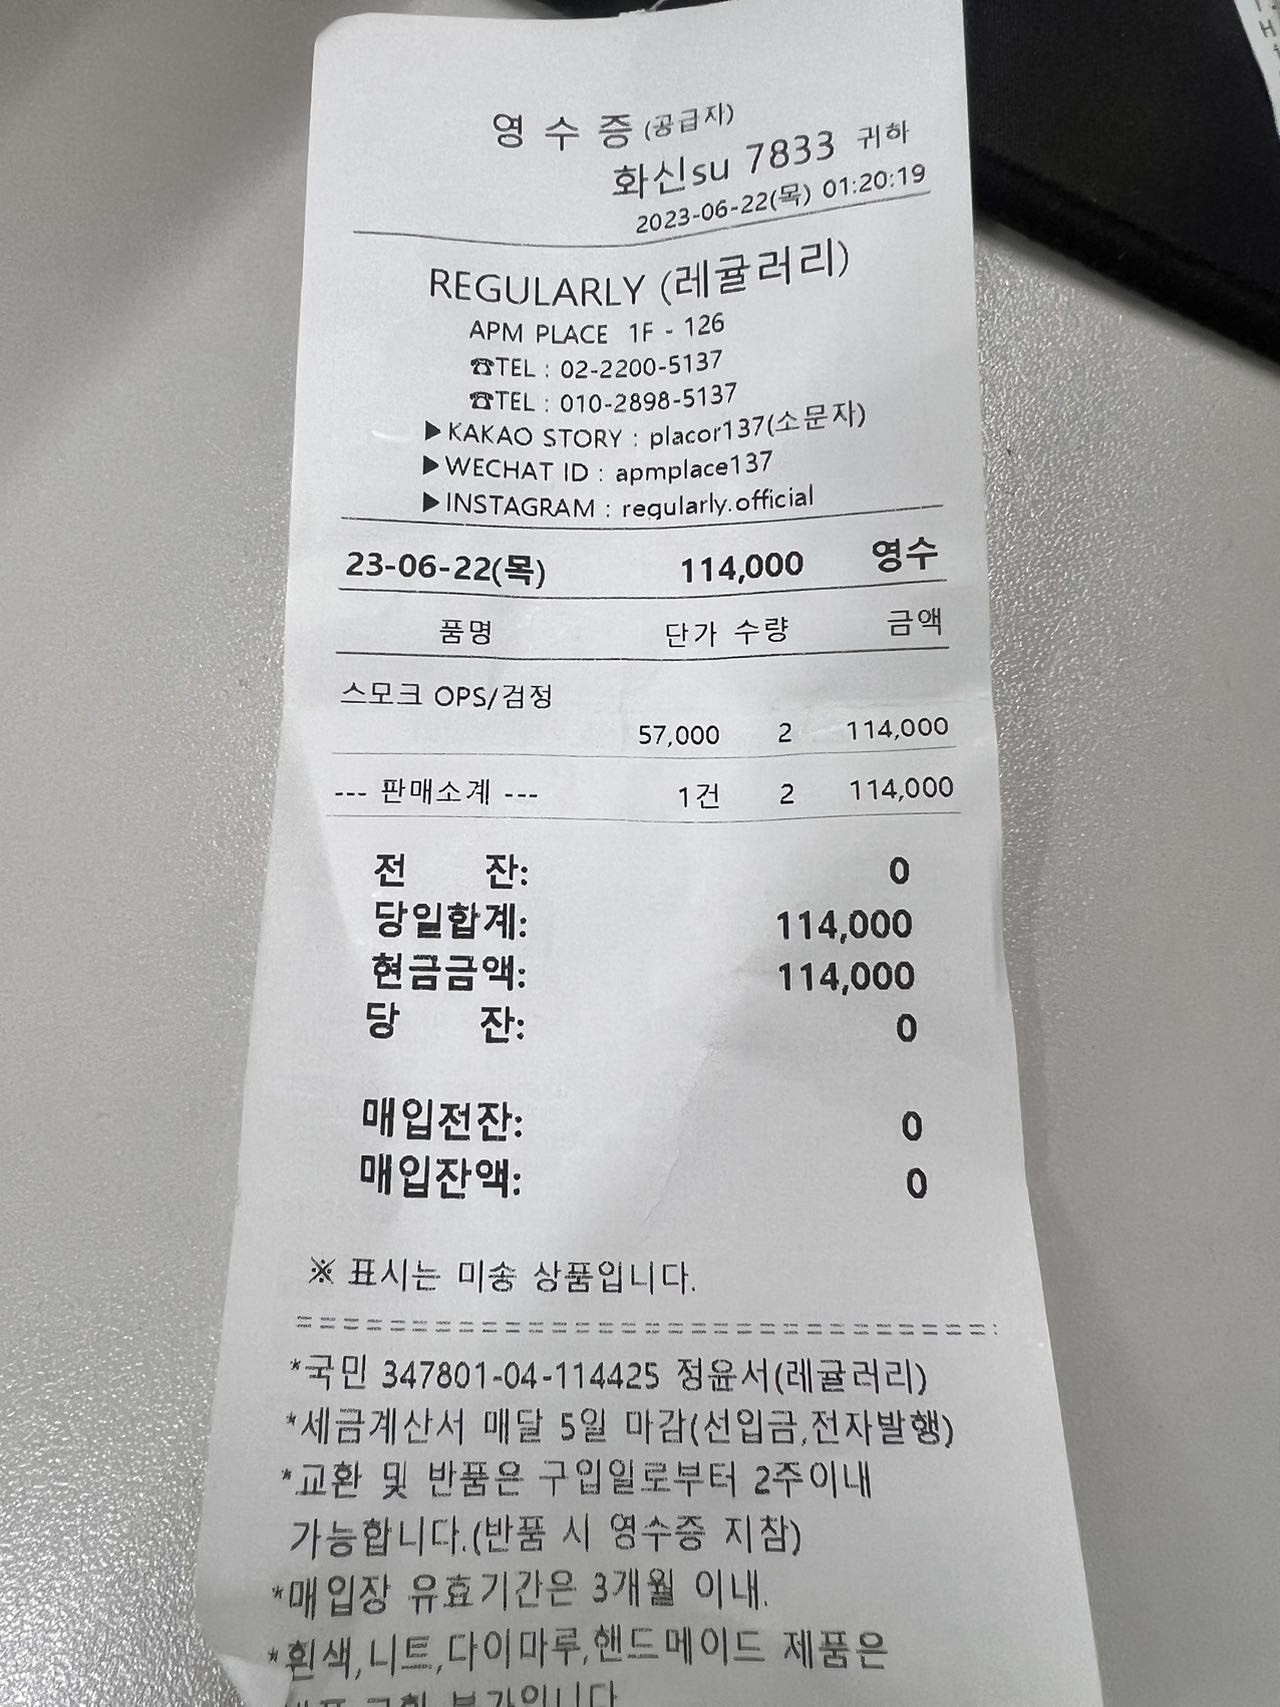 영 수 증 (공급자)
화신su 7833 귀하
2023-06-22(목) 01:20:19
REGULARLY (레귤러리)
APM PLACE 1F - 126
☎TEL : 02-2200-5137
☎TEL : 010-2898-5137
▶KAKAO STORY : placor137(소문자)
▶WECHAT ID : apmplace137
▶INSTAGRAM : regularly.official
23-06-22(목) 114,000 영수
품명 단가 수량 금액
스모크 OPS/검정
57,000 2 114,000
--- 판매소계 --- 1건 2 114,000
전 잔: 0
당일합계: 114,000
현금금액: 114,000
당 잔: 0
매입전잔: 0
매입잔액: 0
※ 표시는 미송 상품입니다.
*국민 347801-04-114425 정윤서(레귤러리)
*세금계산서 매달 5일 마감(선입금,전자발행)
*교환 및 반품은 구입일로부터 2주이내
가능합니다.(반품 시 영수증 지참)
*매입장 유효기간은 3개월 이내.
*흰색,니트,다이마루,핸드메이드 제품은